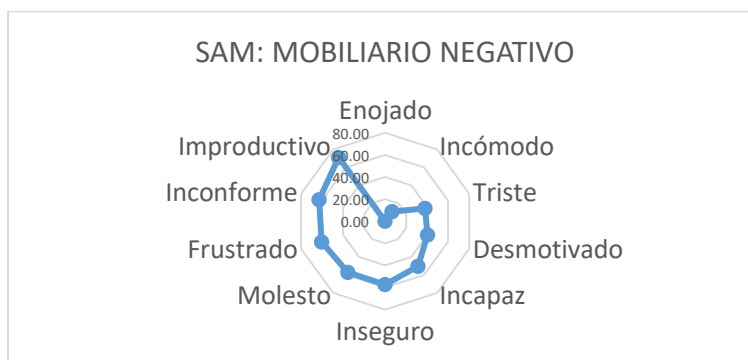 SAM: MOBILIARIO NEGATIVO
Enojado
80.00
Improductivo
Incómodo
60.00
Inconforme
40.00
Triste
20.00
0.00
Frustrado
Desmotivado
Molesto
Incapaz
Inseguro